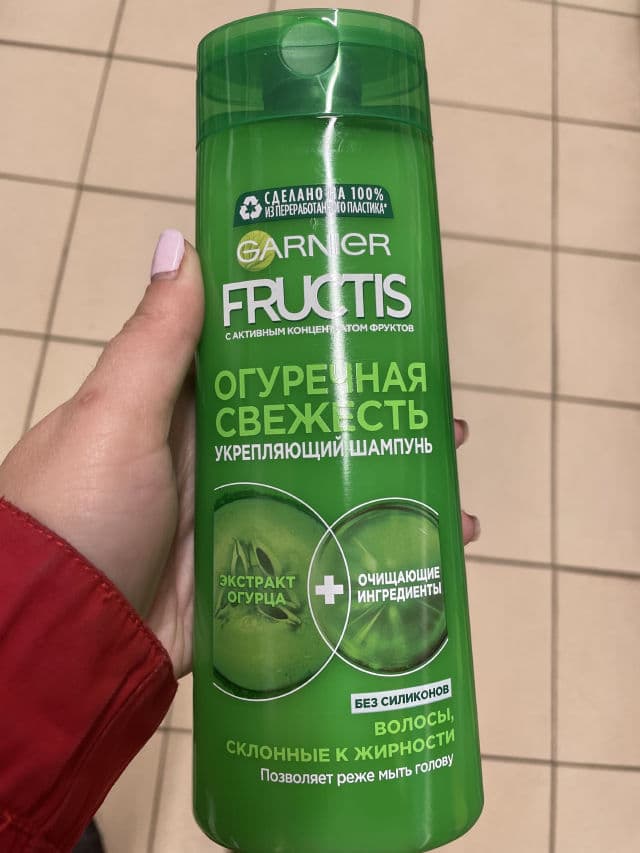 СДЕЛАНО НА 100%
ИЗ ПЕРЕРАБОТАННОГО ПЛАСТИКА*
GARNIER
FRUCTIS
С АКТИВНЫМ КОНЦЕНТРАТОМ ФРУКТОВ
ОГУРЕЧНАЯ
СВЕЖЕСТЬ
УКРЕПЛЯЮЩИЙ ШАМПУНЬ
ЭКСТРАКТ
ОГУРЦА
+
ОЧИЩАЮЩИЕ
ИНГРЕДИЕНТЫ
БЕЗ СИЛИКОНОВ
ВОЛОСЫ,
СКЛОННЫЕ К ЖИРНОСТИ
Позволяет реже мыть голову